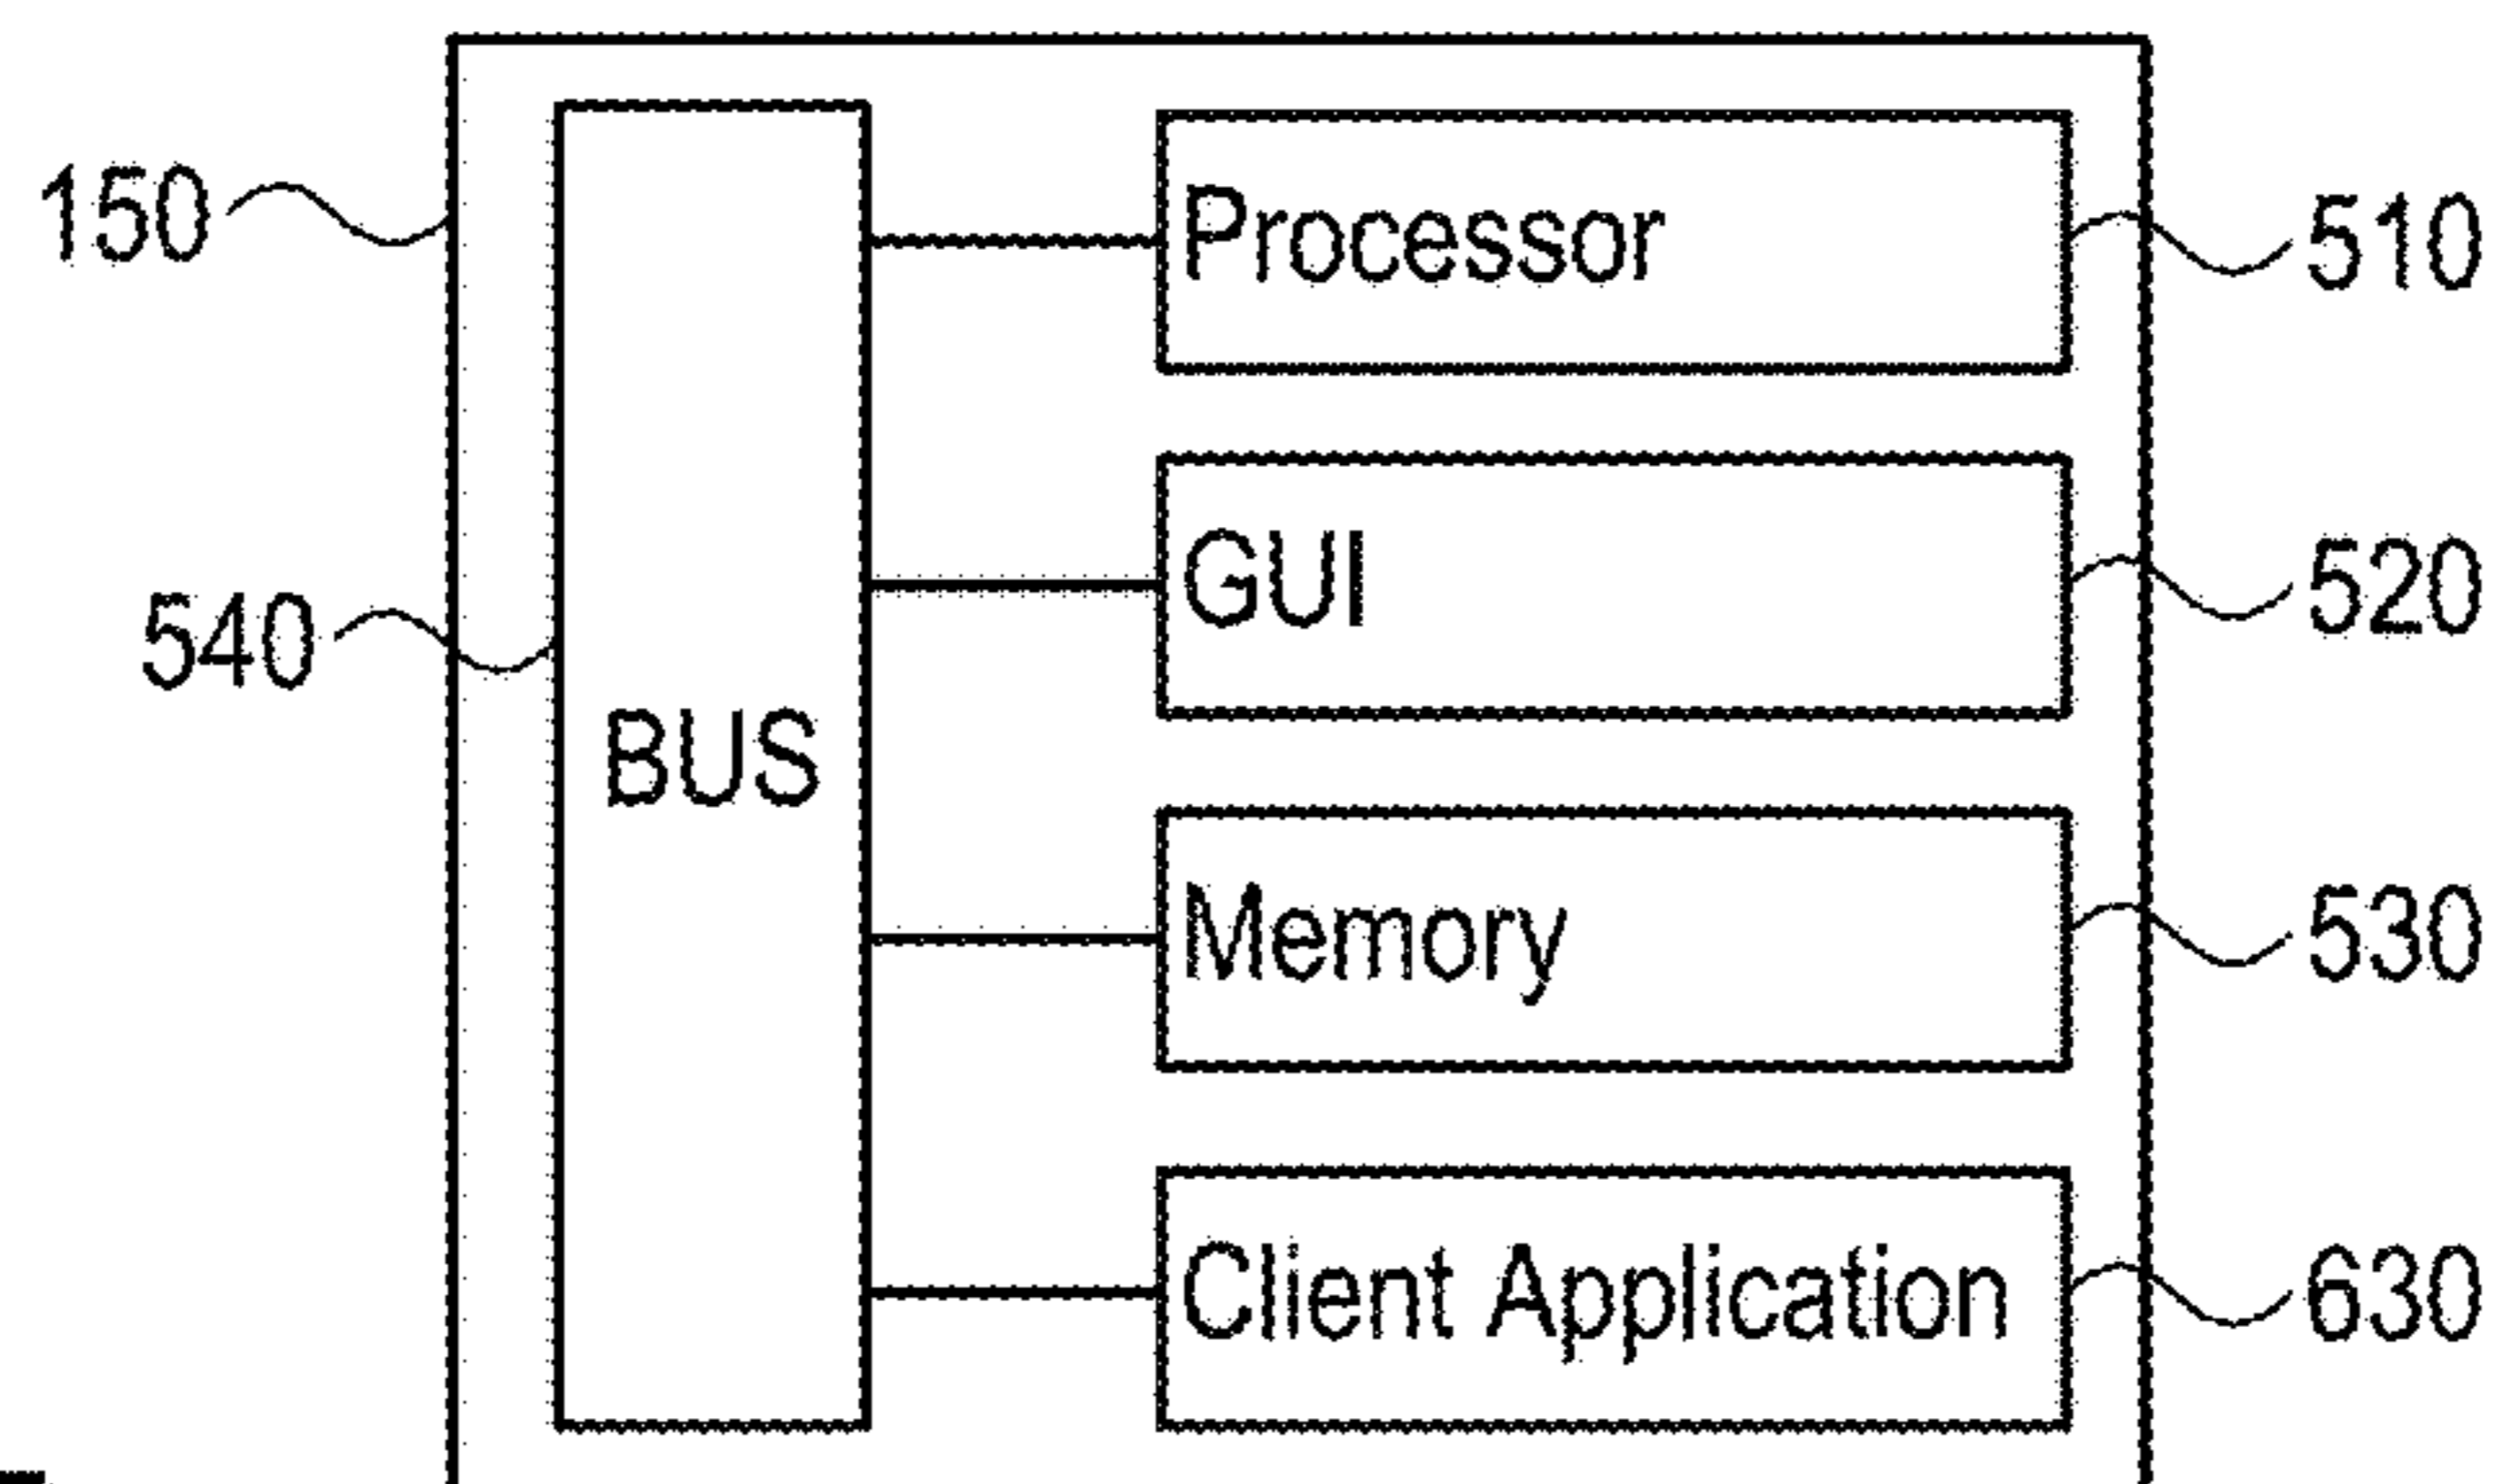 150
Processor
510
GUI
520
540
BUS
Memory
530
Client Application
630